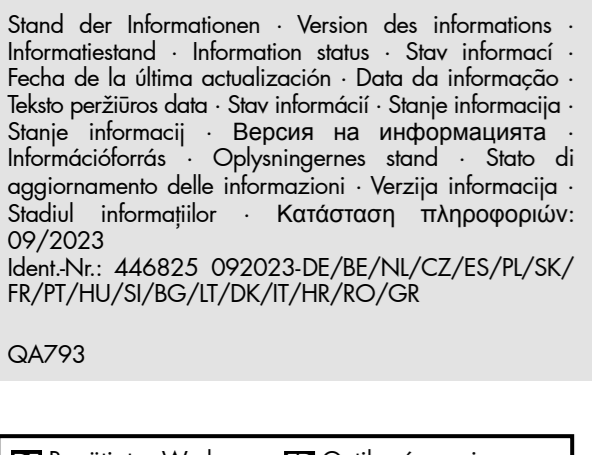 Stand der Informationen · Version des informations ·
Informatiestand · Information status · Stav informací ·
Fecha de la última actualización · Data da informação ·
Teksto peržiūros data · Stav informácií · Stanje informacija ·
Stanje informacij · Версия на информацията ·
Információforrás · Oplysningernes stand · Stato di
aggiornamento delle informazioni · Verzija informacija ·
Stadiul informațiilor · Κατάσταση πληροφοριών:
09/2023
Ident.-Nr.: 446825 092023-DE/BE/NL/CZ/ES/PL/SK/
FR/PT/HU/SI/BG/LT/DK/IT/HR/RO/GR
QA793